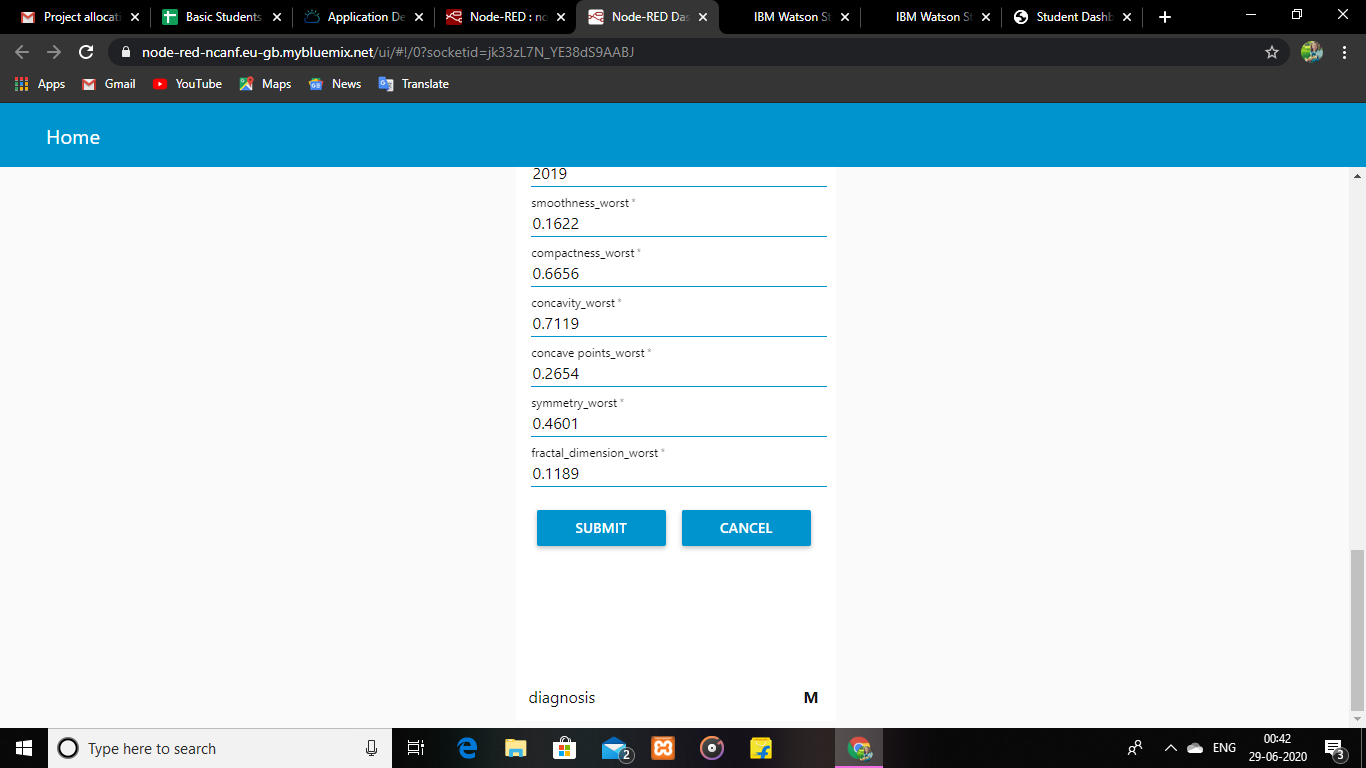 Project allocati
Basic Students
Application De
Node-RED : no
Node-RED Das
IBM Watson St
IBM Watson St
Student Dashb
node-red-ncanf.eu-gb.mybluemix.net/ui/#!/0?socketid=jk33zL7N_YE38dS9AABJ
Apps Gmail YouTube Maps News Translate
Home
2019
smoothness_worst *
0.1622
compactness_worst *
0.6656
concavity_worst *
0.7119
concave points_worst *
0.2654
symmetry_worst *
0.4601
fractal_dimension_worst *
0.1189
SUBMIT CANCEL
diagnosis M
Type here to search
2
ENG
00:42
29-06-2020
3